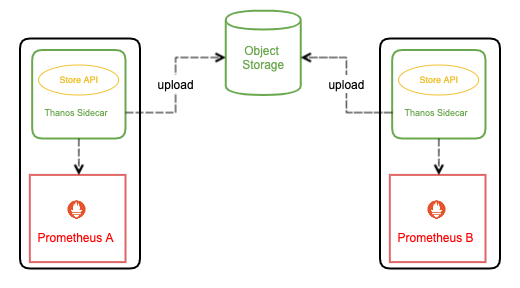 Object
Storage
Store API
Thanos Sidecar
upload
upload
Store API
Thanos Sidecar
Prometheus A
Prometheus B